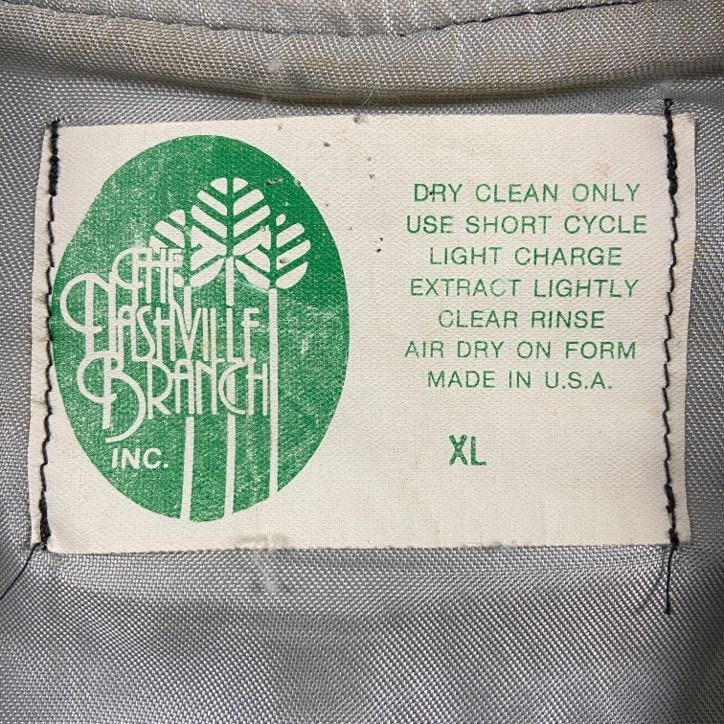 THE
NASHVILLE
BRANCH
INC.
DRY CLEAN ONLY
USE SHORT CYCLE
LIGHT CHARGE
EXTRACT LIGHTLY
CLEAR RINSE
AIR DRY ON FORM
MADE IN U.S.A.
XL